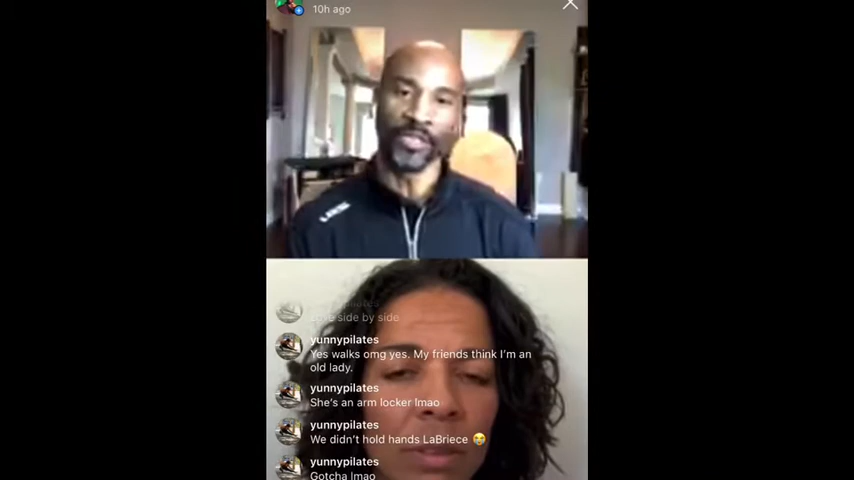 10h ago
side by side
yunnypilates
Yes walks omg yes. My friends think I'm an
old lady.
yunnypilates
She's an arm locker lmao
yunnypilates
We didn't hold hands LaBriece 😭
yunnypilates
Gotcha lmao